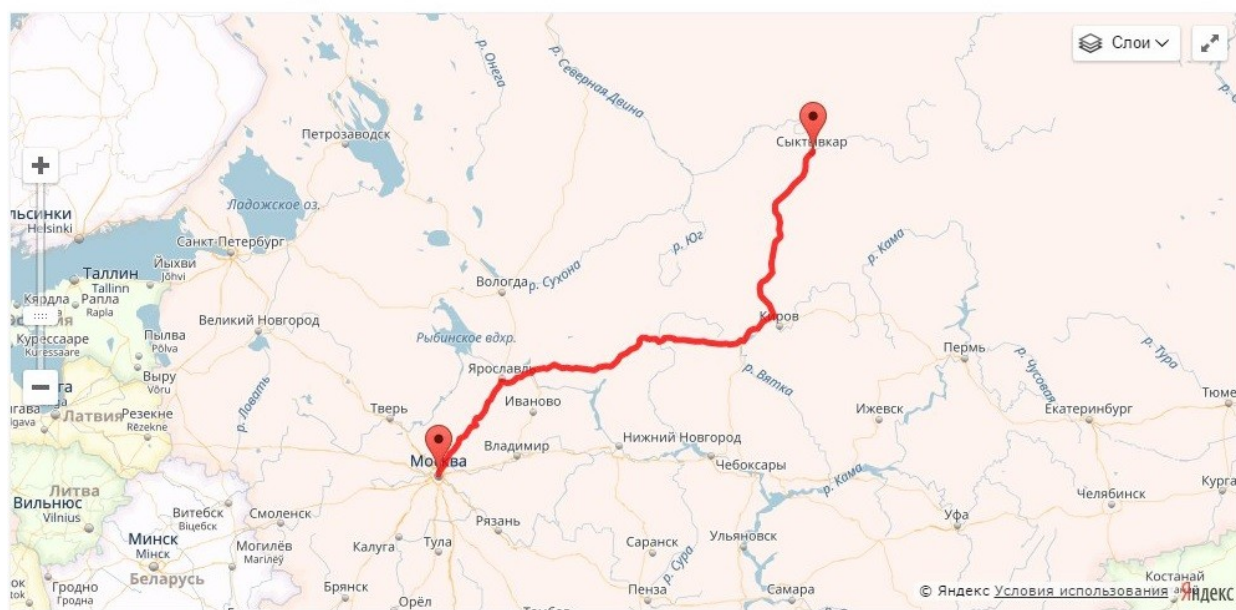 Слои
р. Онега
р. Северная Двина
Петрозаводск
Сыктывкар
Ладожское оз.
льсинки
Helsinki
Санкт-Петербург
р. Юг
р. Кама
Таллин
Tallinn
Йыхви
Jõhvi
Вологда
р. Сухона
Кярдла
Рапла
Rapla
Великий Новгород
Рыбинское вдхр.
Киров
Курессааре
Kuressaare
Пылва
Põlva
Пермь
р. Чусовая
р. Тура
Выру
Võru
Ярославль
р. Вятка
р. Ловать
Тверь
Иваново
Ижевск
Екатеринбург
Тюме
Латвия
Резекне
Rēzekne
Москва
Владимир
Нижний Новгород
Чебоксары
р. Кама
Литва
Вильнюс
Vilnius
Витебск
Віцебск
Смоленск
Рязань
Челябинск
Курга
Уфа
Минск
Мінск
Беларусь
Могилёв
Магілёў
Калуга
Тула
Саранск
р. Сура
Ульяновск
Гродно
Гродна
Брянск
Орёл
Пенза
Самара
Костанай
© Яндекс Условия использования
Яндекс